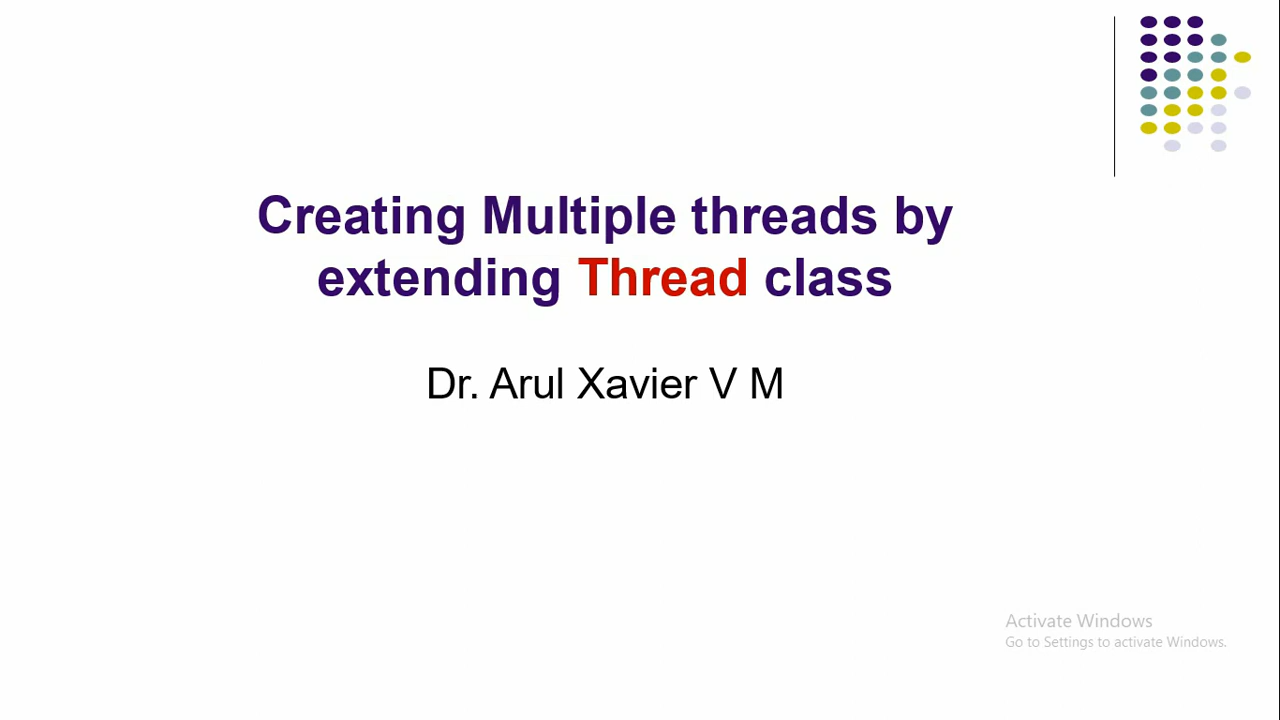 Creating Multiple threads by
extending Thread class
Dr. Arul Xavier V M
Activate Windows
Go to Settings to activate Windows.